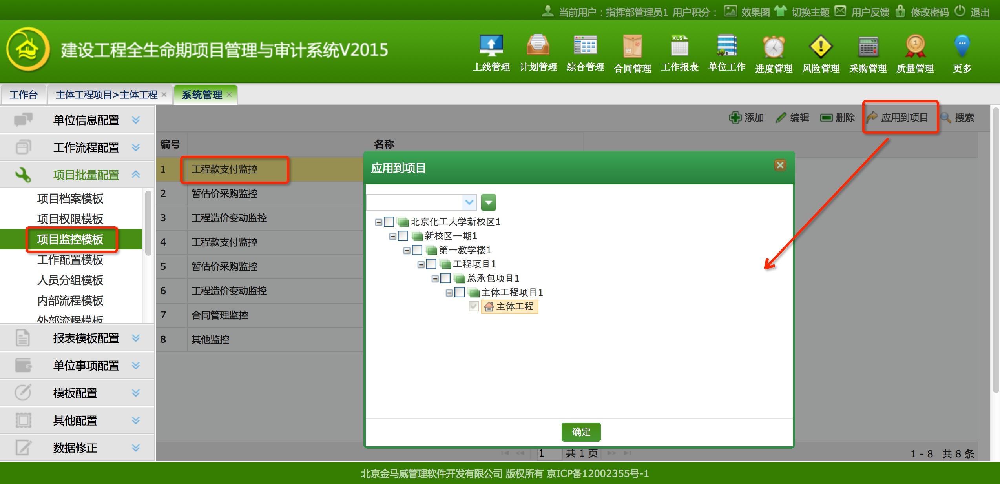 当前用户：指挥部管理员1 用户积分： 效果图 切换主题 用户反馈 修改密码 退出
建设工程全生命期项目管理与审计系统V2015
上线管理 计划管理 综合管理 合同管理 工作报表 单位工作 进度管理 风险管理 采购管理 质量管理 更多
工作台 主体工程项目>主体工程 系统管理
单位信息配置
工作流程配置
项目批量配置
项目档案模板
项目权限模板
项目监控模板
工作配置模板
人员分组模板
内部流程模板
外部流程模板
报表模板配置
单位事项配置
模板配置
其他配置
数据修正
添加 编辑 删除 应用到项目 搜索
编号 名称
1 工程款支付监控
2 暂估价采购监控
3 工程造价变动监控
4 工程款支付监控
5 暂估价采购监控
6 工程造价变动监控
7 合同管理监控
8 其他监控
应用到项目
北京化工大学新校区1
新校区一期1
第一教学楼1
工程项目1
总承包项目1
主体工程项目1
主体工程
确定
1 共 1 页
1 - 8 共 8 条
北京金马威管理软件开发有限公司 版权所有 京ICP备12002355号-1